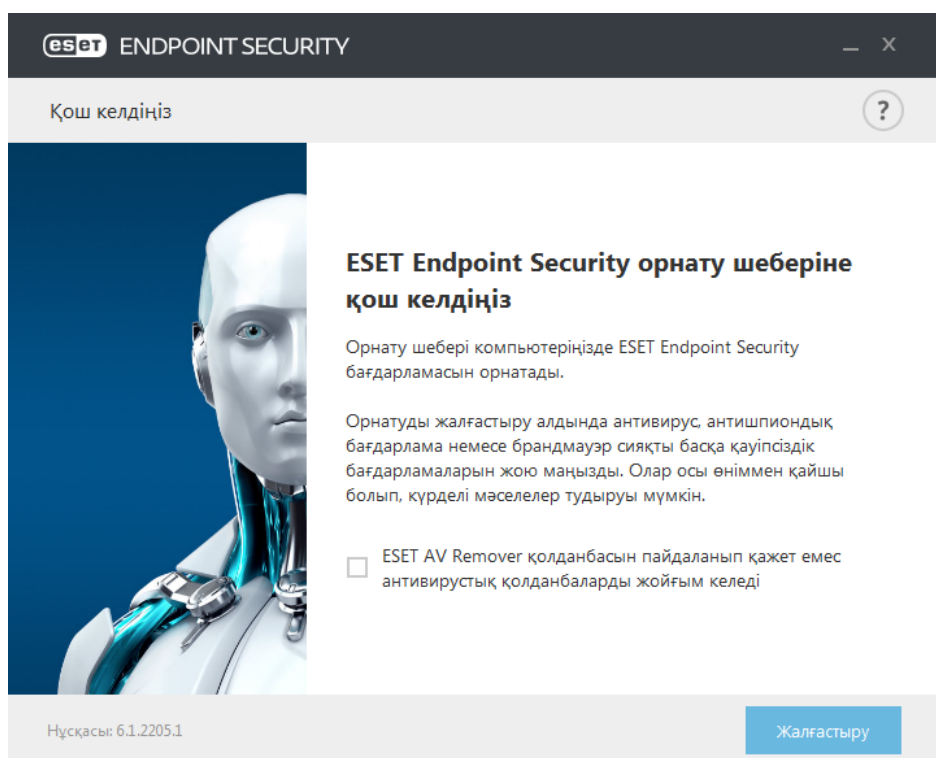 eset ENDPOINT SECURITY
Қош келдіңіз
?
ESET Endpoint Security орнату шеберіне
қош келдіңіз
Орнату шебері компьютеріңізде ESET Endpoint Security
бағдарламасын орнатады.
Орнатуды жалғастыру алдында антивирус, антишпиондық
бағдарлама немесе брандмауэр сияқты басқа қауіпсіздік
бағдарламаларын жою маңызды. Олар осы өніммен қайшы
болып, күрделі мәселелер тудыруы мүмкін.
ESET AV Remover қолданбасын пайдаланып қажет емес
антивирустық қолданбаларды жойғым келеді
Нұсқасы: 6.1.2205.1
Жалғастыру